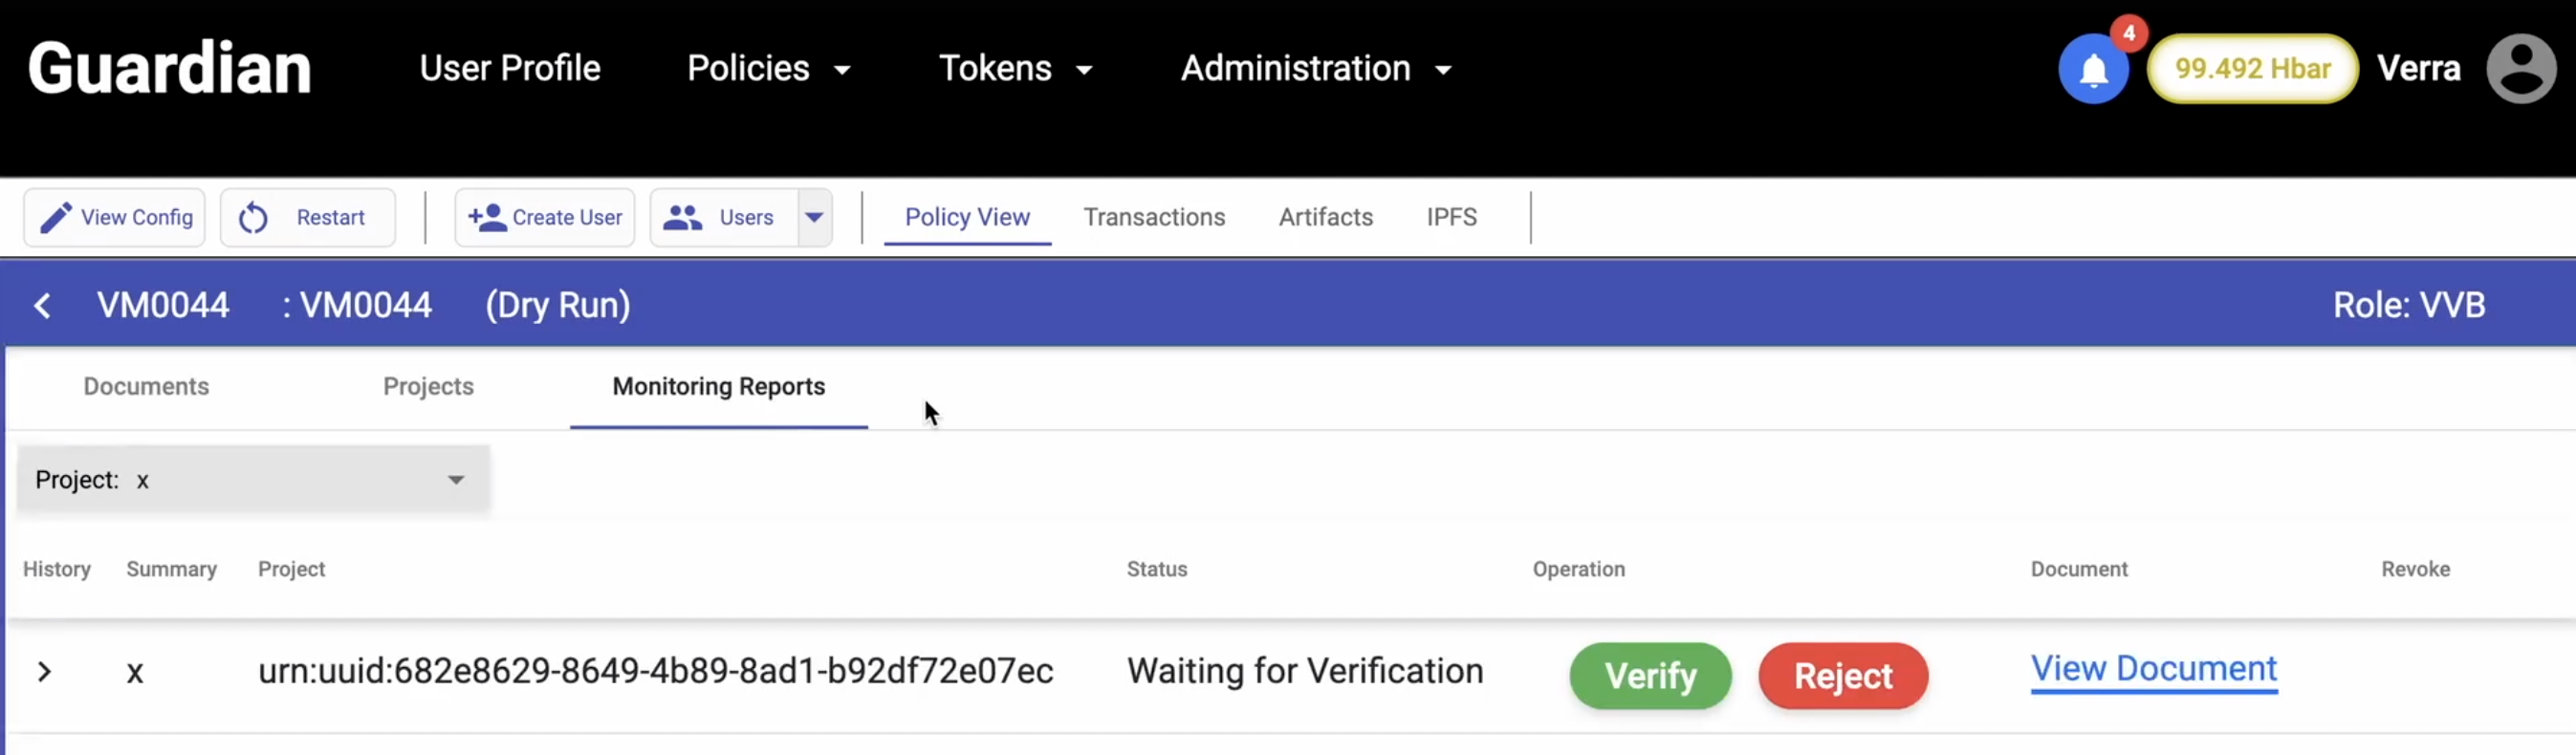 Guardian User Profile Policies Tokens Administration 4 99.492 Hbar Verra
View Config Restart Create User Users Policy View Transactions Artifacts IPFS
VM0044 : VM0044 (Dry Run) Role: VVB
Documents Projects Monitoring Reports
Project: x
History Summary Project Status Operation Document Revoke
x urn:uuid:682e8629-8649-4b89-8ad1-b92df72e07ec Waiting for Verification Verify Reject View Document